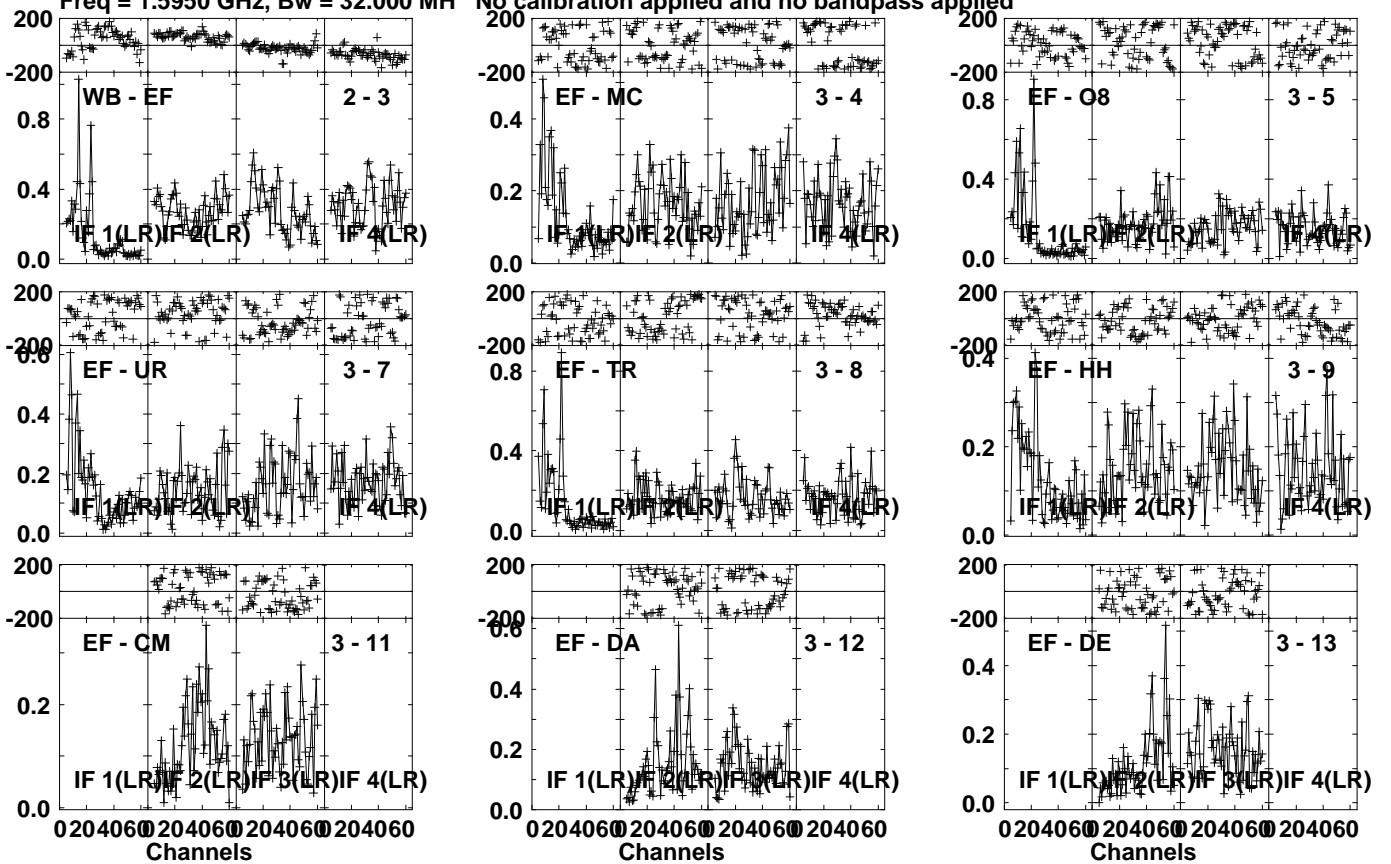 Freq = 1.5950 GHz, Bw = 32.000 MH No calibration applied and no bandpass applied
200
-200
WB - EF 2 - 3
0.8
0.4
0.0
IF 1(LR) IF 2(LR) IF 4(LR)
200
-200
EF - MC 3 - 4
0.4
0.2
0.0
IF 1(LR) IF 2(LR) IF 4(LR)
200
-200
EF - O8 3 - 5
0.8
0.4
0.0
IF 1(LR) IF 2(LR) IF 4(LR)
200
-200
0.6
EF - UR 3 - 7
0.4
0.2
0.0
IF 1(LR) IF 2(LR) IF 4(LR)
200
-200
EF - TR 3 - 8
0.8
0.4
0.0
IF 1(LR) IF 2(LR) IF 4(LR)
200
-200
0.4
EF - HH 3 - 9
0.2
0.0
IF 1(LR) IF 2(LR) IF 4(LR)
200
-200
EF - CM 3 - 11
0.2
0.0
IF 1(LR) IF 2(LR) IF 3(LR) IF 4(LR)
0 20 40 60 0 20 40 60 0 20 40 60 0 20 40 60
Channels
200
-200
0.6
EF - DA 3 - 12
0.4
0.2
0.0
IF 1(LR) IF 2(LR) IF 3(LR) IF 4(LR)
0 20 40 60 0 20 40 60 0 20 40 60 0 20 40 60
Channels
200
-200
EF - DE 3 - 13
0.4
0.2
0.0
IF 1(LR) IF 2(LR) IF 3(LR) IF 4(LR)
0 20 40 60 0 20 40 60 0 20 40 60 0 20 40 60
Channels